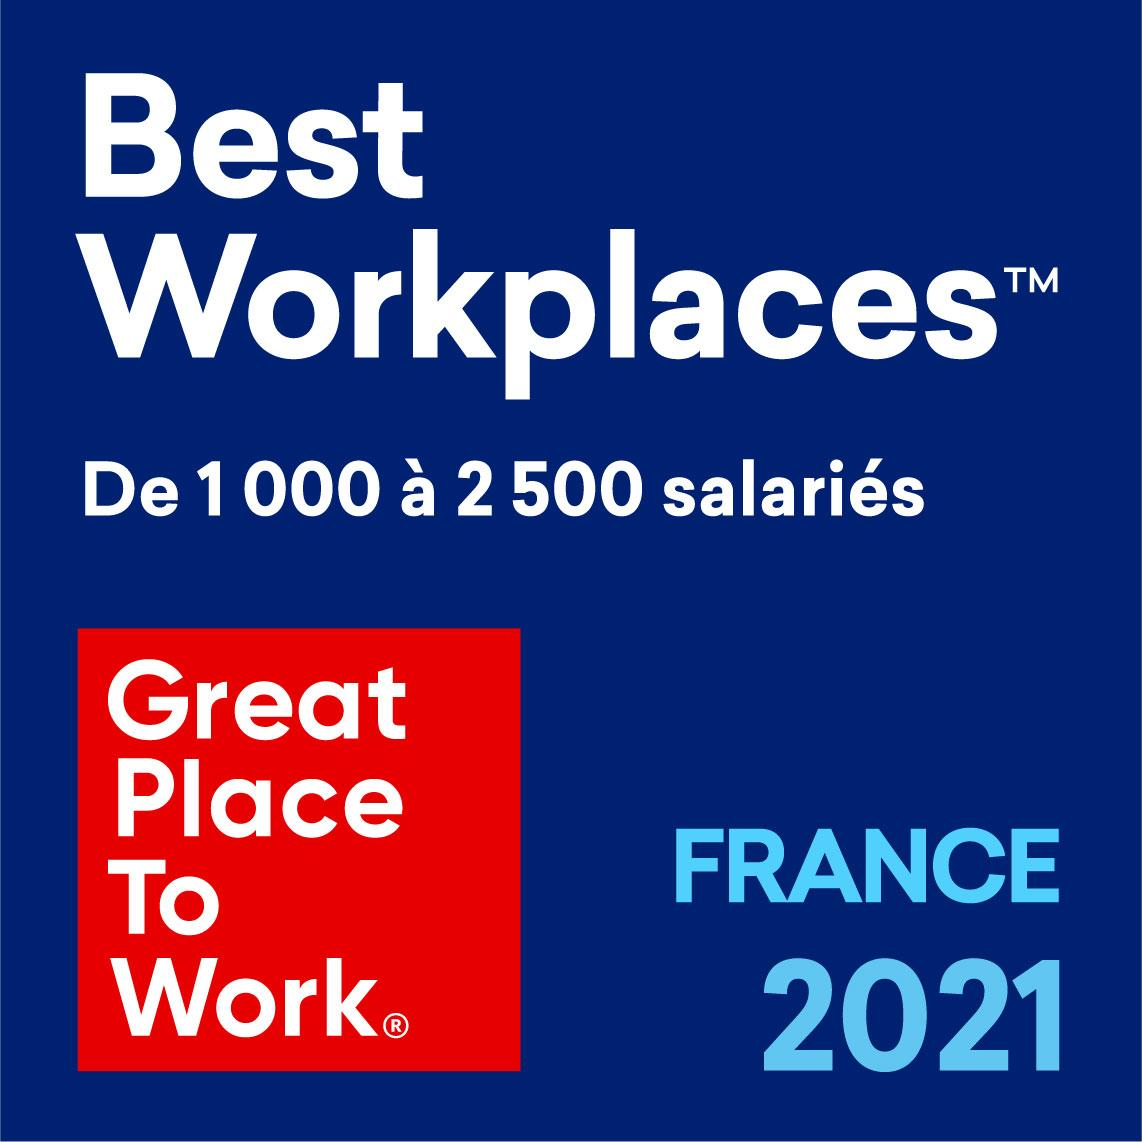 Best
Workplaces™
De 1 000 à 2 500 salariés
Great
Place
To
Work®
FRANCE
2021